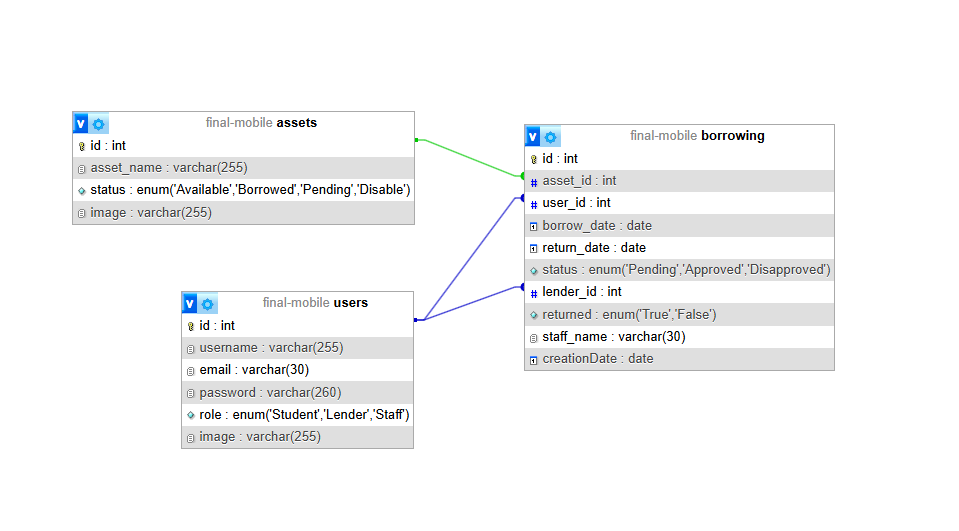 final-mobile assets
id : int
asset_name : varchar(255)
status : enum('Available','Borrowed','Pending','Disable')
image : varchar(255)
final-mobile users
id : int
username : varchar(255)
email : varchar(30)
password : varchar(260)
role : enum('Student','Lender','Staff')
image : varchar(255)
final-mobile borrowing
id : int
asset_id : int
user_id : int
borrow_date : date
return_date : date
status : enum('Pending','Approved','Disapproved')
lender_id : int
returned : enum('True','False')
staff_name : varchar(30)
creationDate : date